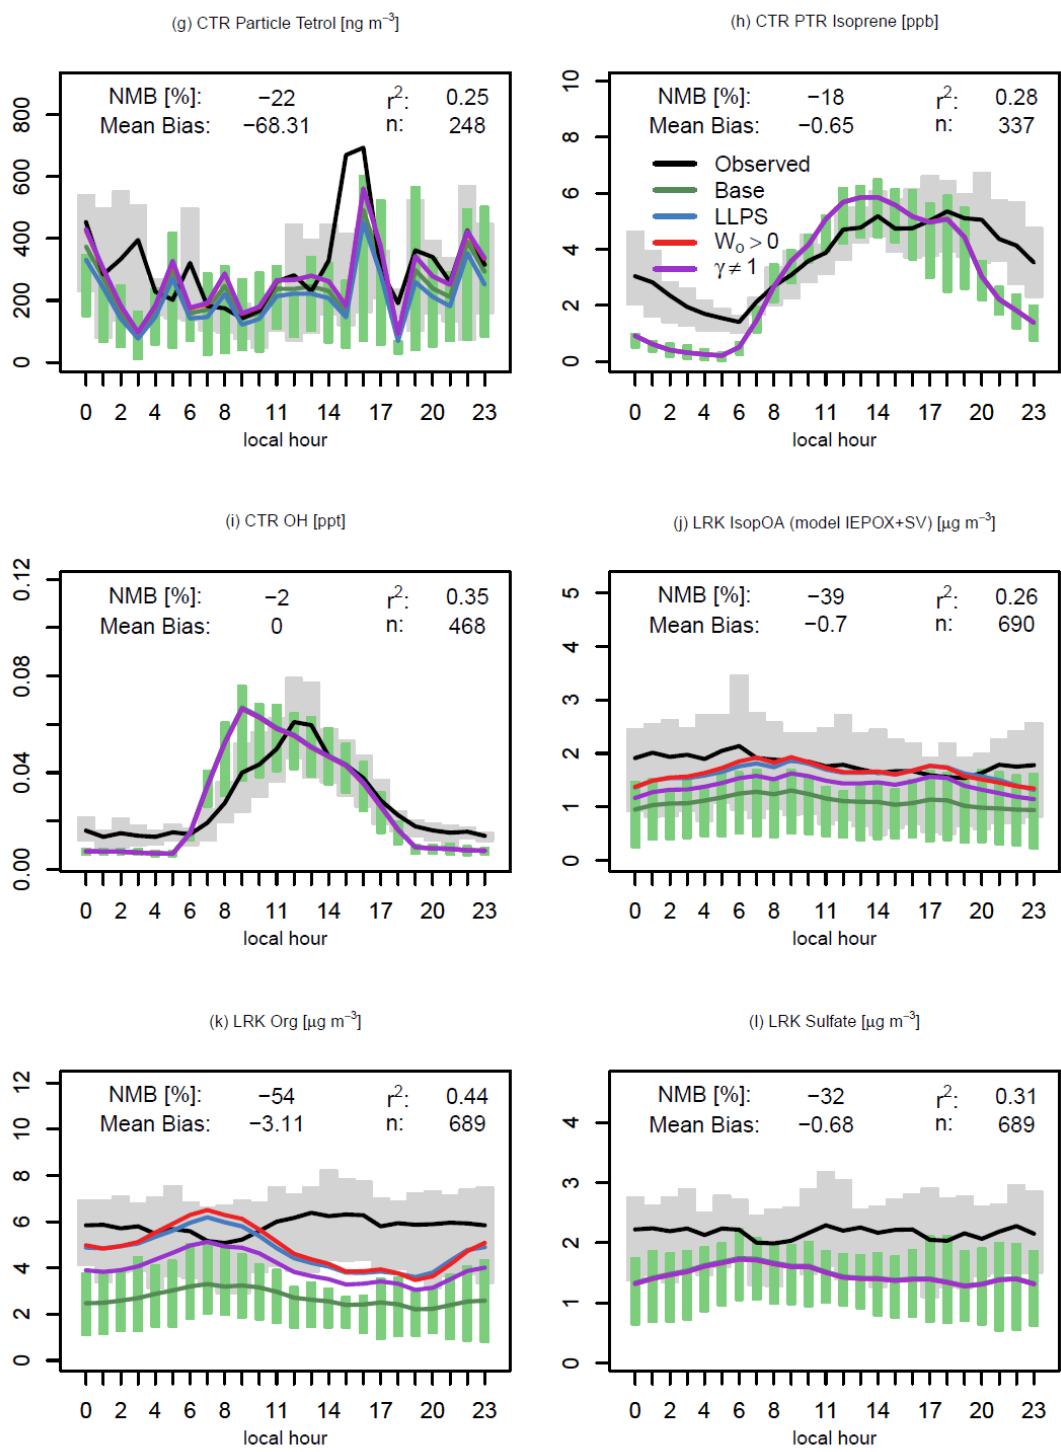 (g) CTR Particle Tetrol [ng m⁻³]
NMB [%]: −22 r²: 0.25
Mean Bias: −68.31 n: 248
800
600
400
200
0
0 2 4 6 8 11 14 17 20 23
local hour
(h) CTR PTR Isoprene [ppb]
NMB [%]: −18 r²: 0.28
Mean Bias: −0.65 n: 337
Observed
Base
LLPS
Wₒ > 0
γ ≠ 1
10
8
6
4
2
0
0 2 4 6 8 11 14 17 20 23
local hour
(i) CTR OH [ppt]
NMB [%]: −2 r²: 0.35
Mean Bias: 0 n: 468
0.12
0.08
0.04
0.00
0 2 4 6 8 11 14 17 20 23
local hour
(j) LRK IsopOA (model IEPOX+SV) [μg m⁻³]
NMB [%]: −39 r²: 0.26
Mean Bias: −0.7 n: 690
5
4
3
2
1
0
0 2 4 6 8 11 14 17 20 23
local hour
(k) LRK Org [μg m⁻³]
NMB [%]: −54 r²: 0.44
Mean Bias: −3.11 n: 689
12
10
8
6
4
2
0
0 2 4 6 8 11 14 17 20 23
local hour
(l) LRK Sulfate [μg m⁻³]
NMB [%]: −32 r²: 0.31
Mean Bias: −0.68 n: 689
4
3
2
1
0
0 2 4 6 8 11 14 17 20 23
local hour